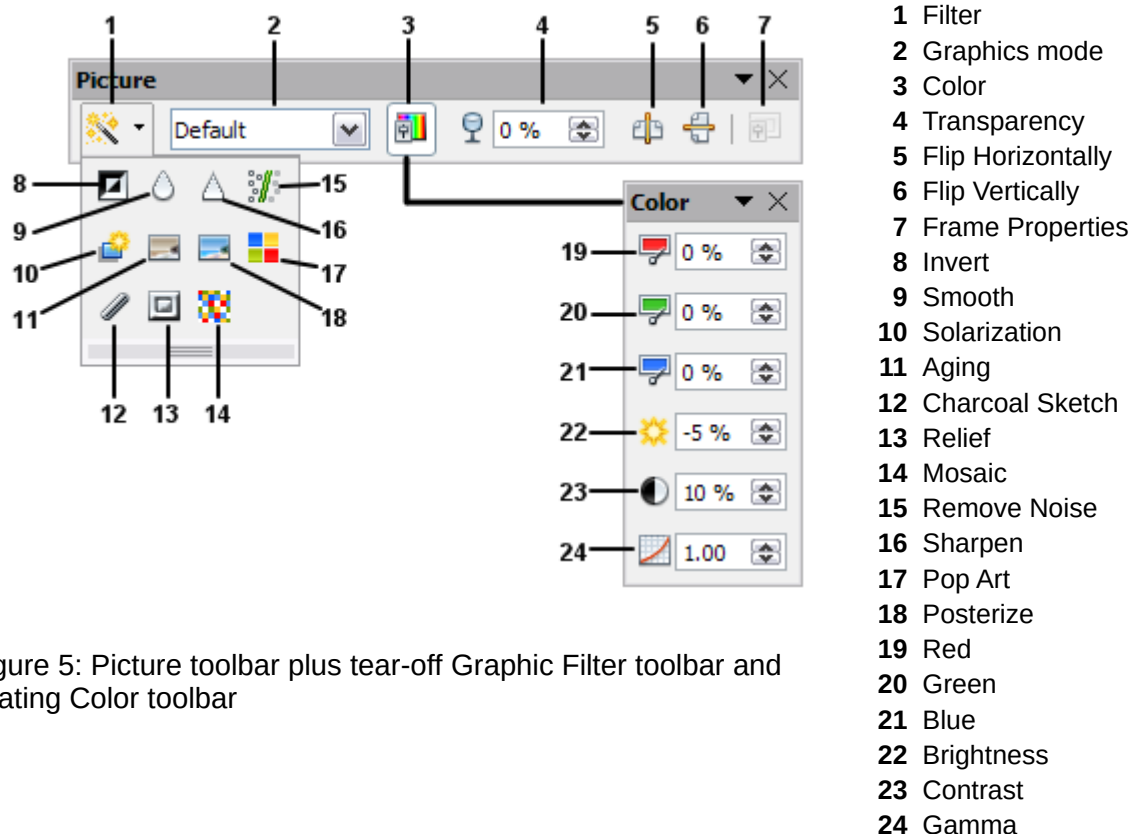 1 2 3 4 5 6 7
Picture
Default 0 %
8 15
9 16
10 17
11 18
12 13 14
Color
19 0 %
20 0 %
21 0 %
22 -5 %
23 10 %
24 1.00
gure 5: Picture toolbar plus tear-off Graphic Filter toolbar and
ating Color toolbar
1 Filter
2 Graphics mode
3 Color
4 Transparency
5 Flip Horizontally
6 Flip Vertically
7 Frame Properties
8 Invert
9 Smooth
10 Solarization
11 Aging
12 Charcoal Sketch
13 Relief
14 Mosaic
15 Remove Noise
16 Sharpen
17 Pop Art
18 Posterize
19 Red
20 Green
21 Blue
22 Brightness
23 Contrast
24 Gamma